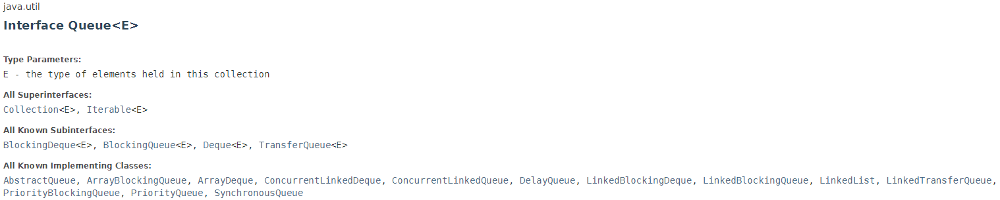 java.util
Interface Queue<E>
Type Parameters:
E - the type of elements held in this collection
All Superinterfaces:
Collection<E>, Iterable<E>
All Known Subinterfaces:
BlockingDeque<E>, BlockingQueue<E>, Deque<E>, TransferQueue<E>
All Known Implementing Classes:
AbstractQueue, ArrayBlockingQueue, ArrayDeque, ConcurrentLinkedDeque, ConcurrentLinkedQueue, DelayQueue, LinkedBlockingDeque, LinkedBlockingQueue, LinkedList, LinkedTransferQueue,
PriorityBlockingQueue, PriorityQueue, SynchronousQueue